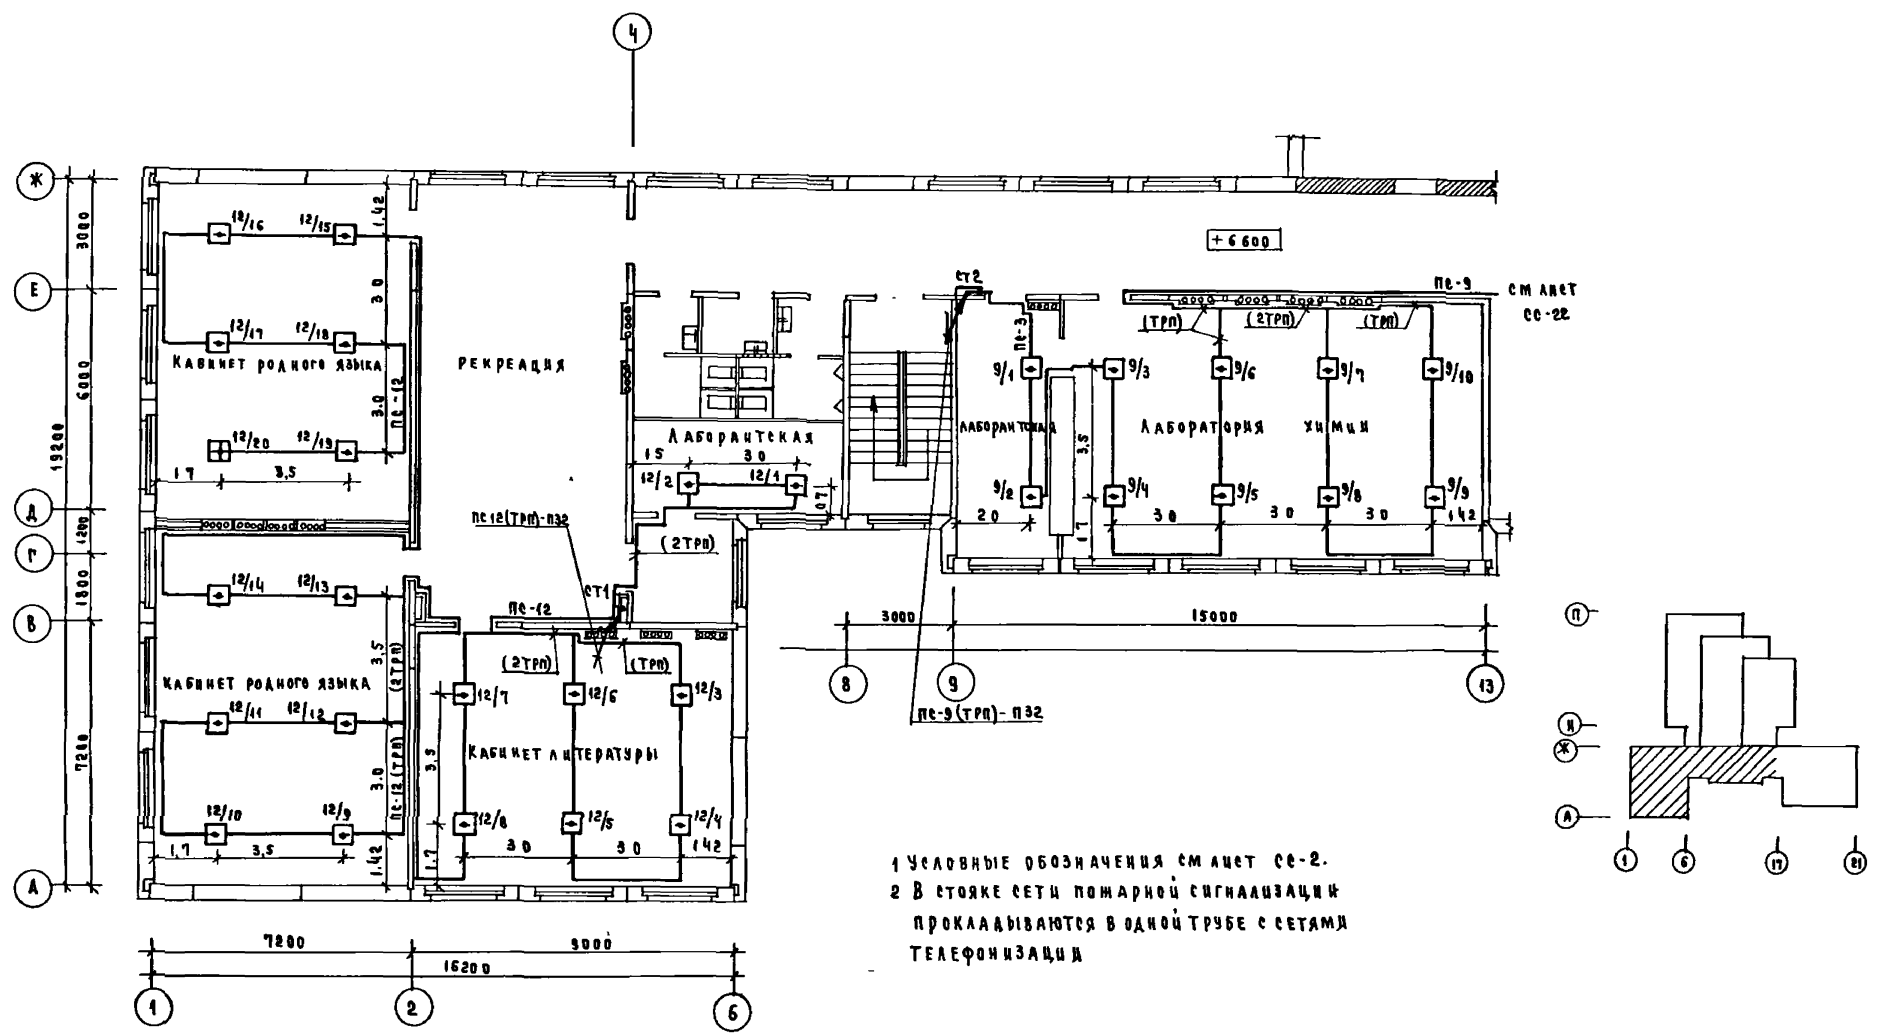 4
Ж
Е
Д
Г
В
А
3000
6000
1200
1800
7200
19200
12/16
12/15
1,42
3.0
12/17
12/18
КАБИНЕТ РОДНОГО ЯЗЫКА
3.0
ПС-12
12/20
12/19
1.7
3,5
РЕКРЕАЦИЯ
ЛАБОРАНТСКАЯ
1.5
3.0
12/2
12/1
0.7
ПС12(ТРП)-П32
(2ТРП)
СТ1
ПС-12
12/14
12/13
3,5
(2ТРП)
КАБИНЕТ РОДНОГО ЯЗЫКА
12/11
12/12
3.0
ПС-12(ТРП)
12/10
12/9
1,7
3,5
1.42
(2ТРП)
(ТРП)
12/7
12/6
12/3
КАБИНЕТ ЛИТЕРАТУРЫ
3,5
12/8
12/5
12/4
1.7
3.0
3.0
1.42
7200
9000
16200
1
2
6
+6 600
СТ2
ПС-9
СМ ЛИСТ
СС-22
ПС-3
(ТРП)
(2ТРП)
(ТРП)
9/1
9/3
9/6
9/7
9/10
ЛАБОРАНТСКАЯ
3,5
ЛАБОРАТОРИЯ ХИМИИ
9/2
9/4
9/5
9/8
9/9
2.0
1.7
3.0
3.0
3.0
1.42
3000
15000
8
9
13
ПС-9(ТРП)-П32
1 УСЛОВНЫЕ ОБОЗНАЧЕНИЯ СМ ЛИСТ СС-2.
2 В СТОЯКЕ СЕТИ ПОЖАРНОЙ СИГНАЛИЗАЦИИ
ПРОКЛАДЫВАЮТСЯ В ОДНОЙ ТРУБЕ С СЕТЯМИ
ТЕЛЕФОНИЗАЦИИ
П
И
Ж
А
1
6
17
21